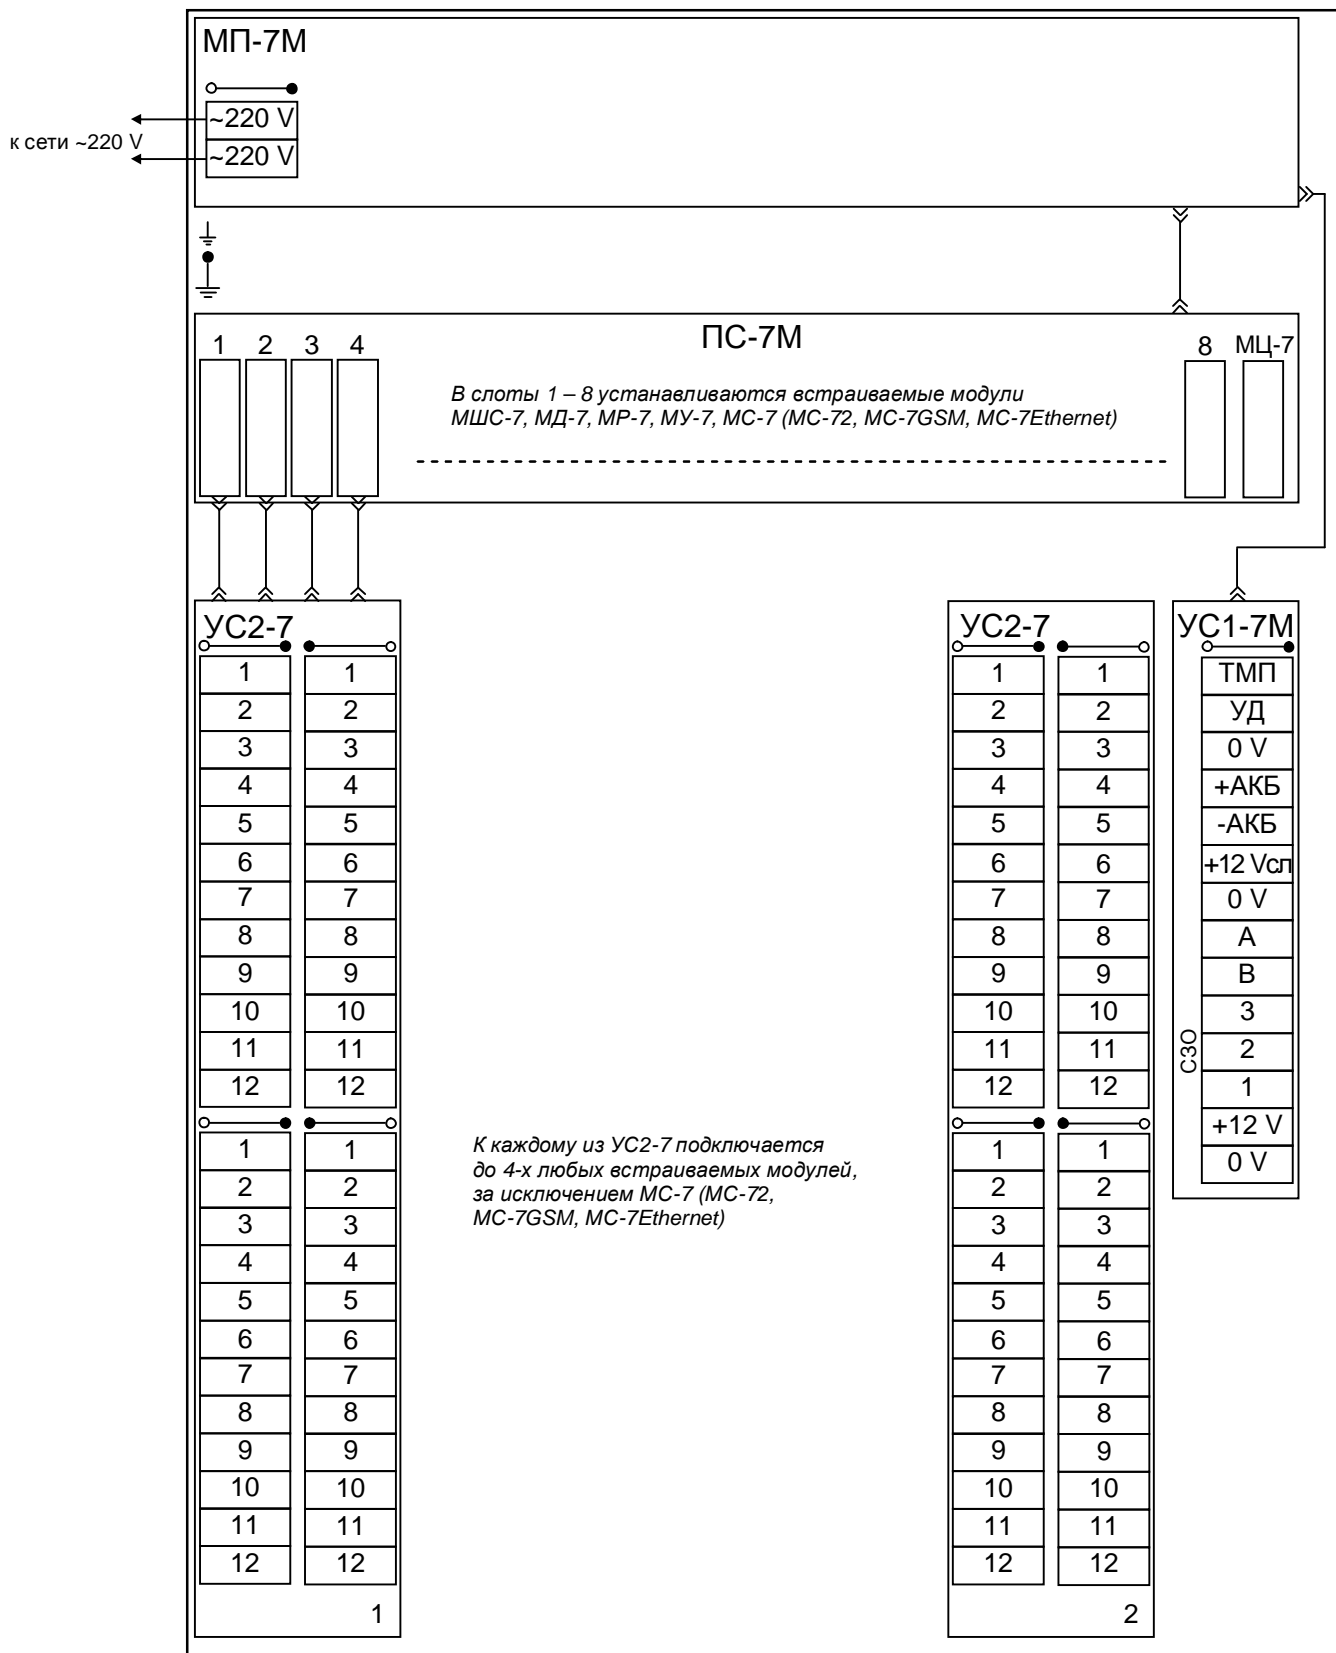 МП-7М
~220 V
~220 V
к сети ~220 V
ПС-7М
1 2 3 4 8 МЦ-7
В слоты 1 – 8 устанавливаются встраиваемые модули
МШС-7, МД-7, МР-7, МУ-7, МС-7 (МС-72, МС-7GSM, МС-7Ethernet)
УС2-7
1 1
2 2
3 3
4 4
5 5
6 6
7 7
8 8
9 9
10 10
11 11
12 12
1 1
2 2
3 3
4 4
5 5
6 6
7 7
8 8
9 9
10 10
11 11
12 12
1
К каждому из УС2-7 подключается
до 4-х любых встраиваемых модулей,
за исключением МС-7 (МС-72,
МС-7GSM, МС-7Ethernet)
УС2-7
1 1
2 2
3 3
4 4
5 5
6 6
7 7
8 8
9 9
10 10
11 11
12 12
1 1
2 2
3 3
4 4
5 5
6 6
7 7
8 8
9 9
10 10
11 11
12 12
2
УС1-7М
ТМП
УД
0 V
+АКБ
-АКБ
+12 Vсл
0 V
A
B
3
2
1
+12 V
0 V
СЗО